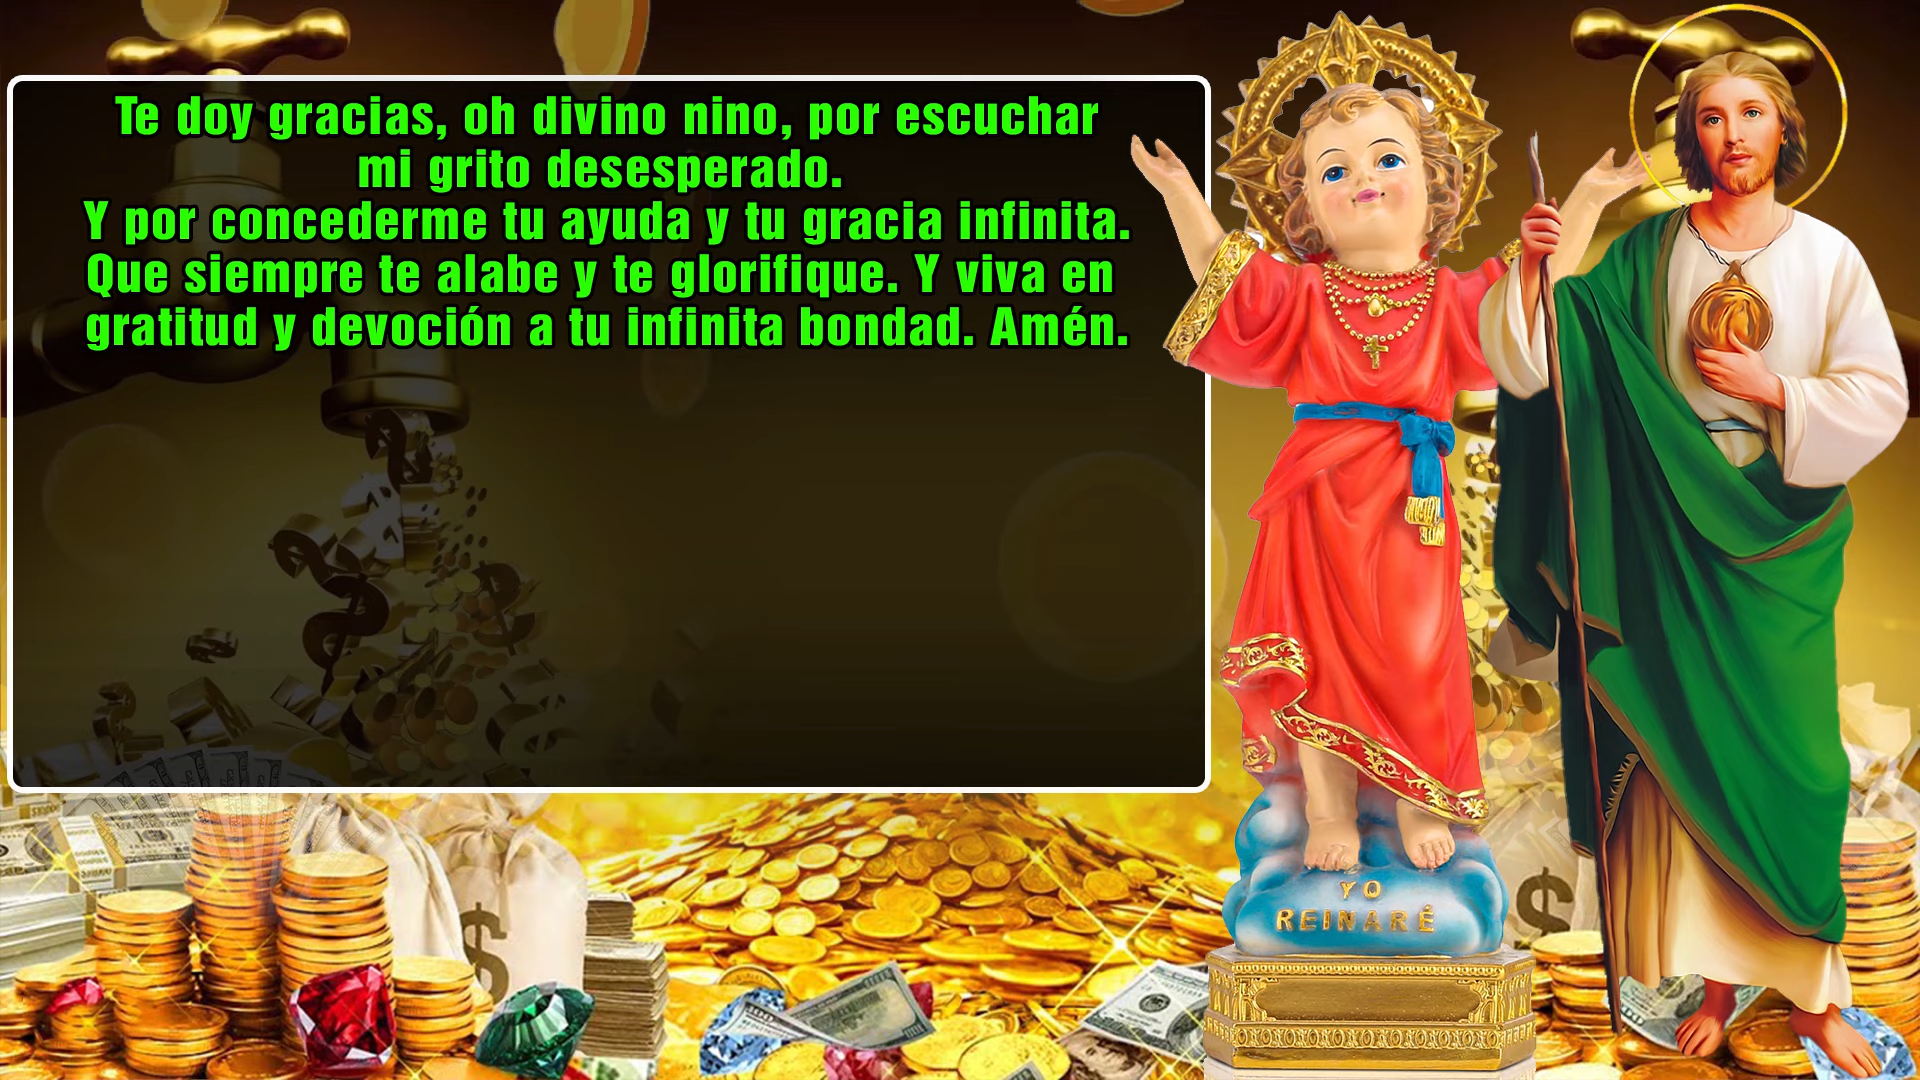 Te doy gracias, oh divino nino, por escuchar
mi grito desesperado.
Y por concederme tu ayuda y tu gracia infinita.
Que siempre te alabe y te glorifique. Y viva en
gratitud y devoción a tu infinita bondad. Amén.
YO
REINARÉ
$
$
100